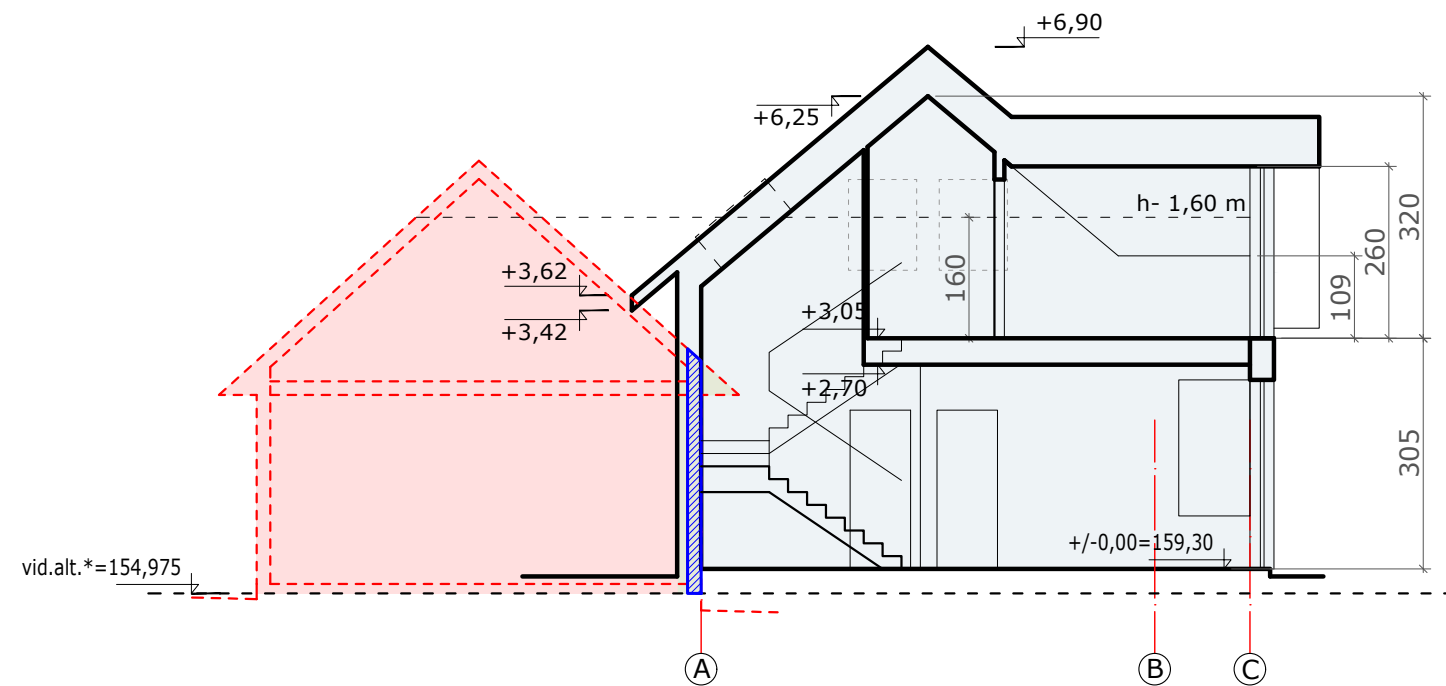 +6,90
+6,25
h- 1,60 m
320
260
+3,62
160
109
+3,05
+3,42
+2,70
305
+/-0,00=159,30
vid.alt.*=154,975
A
B
C